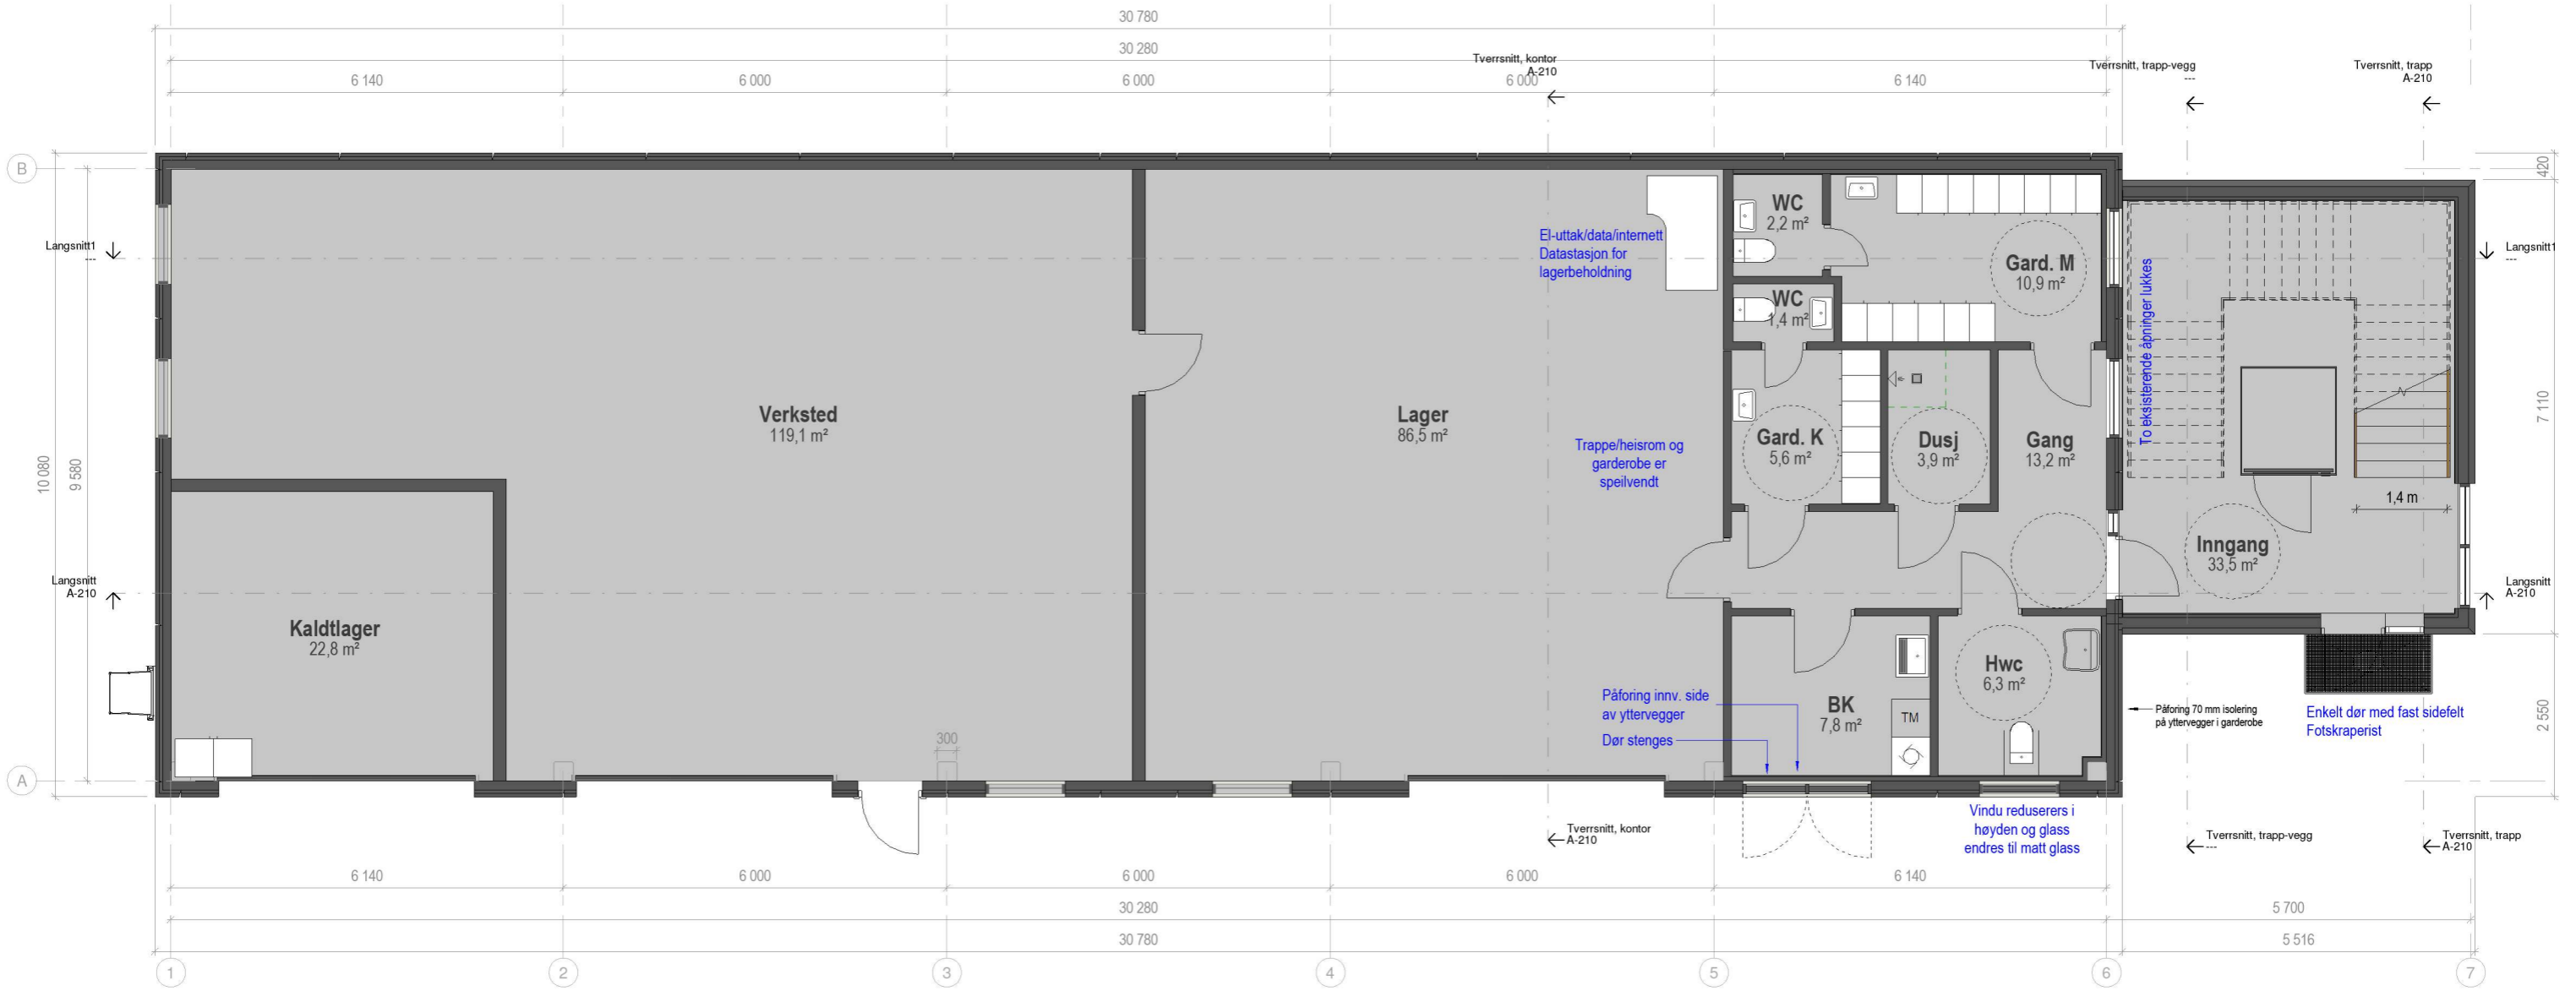 30 780
30 280
6 140
6 000
6 000
6 000
6 140
Tverrsnitt, kontor
A-210
Tverrsnitt, trapp-vegg
---
Tverrsnitt, trapp
A-210
B
420
Langsnitt1
---
Langsnitt1
---
WC
2,2 m²
El-uttak/data/internett
Datastasjon for
lagerbeholdning
Gard. M
10,9 m²
WC
1,4 m²
To eksisterende åpninger lukkes
Verksted
119,1 m²
Lager
86,5 m²
Trappe/heisrom og
garderobe er
speilvendt
Gard. K
5,6 m²
Dusj
3,9 m²
Gang
13,2 m²
7 110
10 080
9 580
1,4 m
Inngang
33,5 m²
Langsnitt
A-210
Langsnitt
A-210
Kaldtlager
22,8 m²
Hwc
6,3 m²
BK
7,8 m²
TM
Påforing innv. side
av yttervegger
Dør stenges
300
Påforing 70 mm isolering
på yttervegger i garderobe
Enkelt dør med fast sidefelt
Fotskraperist
2 550
A
Vindu reduserers i
høyden og glass
endres til matt glass
Tverrsnitt, kontor
A-210
Tverrsnitt, trapp-vegg
---
Tverrsnitt, trapp
A-210
6 140
6 000
6 000
6 000
6 140
30 280
5 700
30 780
5 516
1
2
3
4
5
6
7